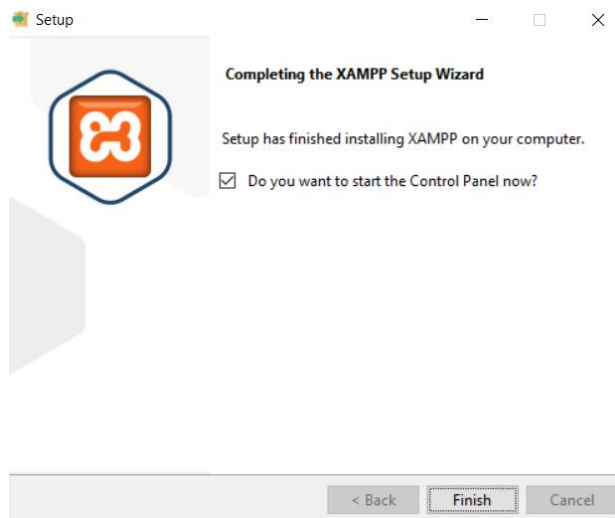 Setup
Completing the XAMPP Setup Wizard
Setup has finished installing XAMPP on your computer.
Do you want to start the Control Panel now?
< Back Finish Cancel